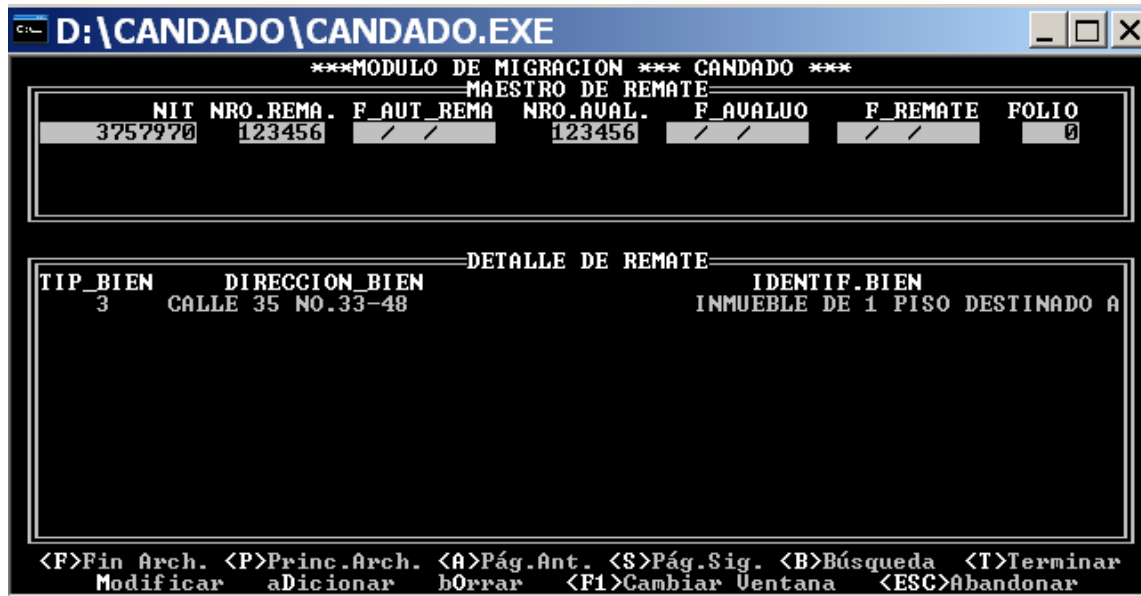 D:\CANDADO\CANDADO.EXE
***MODULO DE MIGRACION *** CANDADO ***
MAESTRO DE REMATE
NIT NRO.REMA. F_AUT_REMA NRO.AVAL. F_AVALUO F_REMATE FOLIO
3757970 123456 / / 123456 / / / / 0
DETALLE DE REMATE
TIP_BIEN DIRECCION_BIEN IDENTIF.BIEN
3 CALLE 35 NO.33-48 INMUEBLE DE 1 PISO DESTINADO A
<F>Fin Arch. <P>Princ.Arch. <A>Pág.Ant. <S>Pág.Sig. <B>Búsqueda <T>Terminar
Modificar aDicionar bOrrar <F1>Cambiar Ventana <ESC>Abandonar